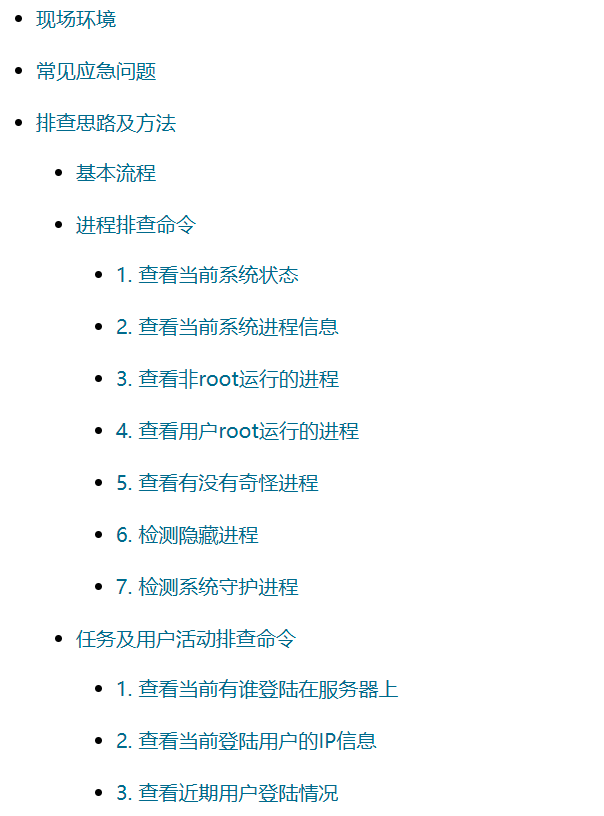 现场环境
常见应急问题
排查思路及方法
基本流程
进程排查命令
1. 查看当前系统状态
2. 查看当前系统进程信息
3. 查看非root运行的进程
4. 查看用户root运行的进程
5. 查看有没有奇怪进程
6. 检测隐藏进程
7. 检测系统守护进程
任务及用户活动排查命令
1. 查看当前有谁登陆在服务器上
2. 查看当前登陆用户的IP信息
3. 查看近期用户登陆情况